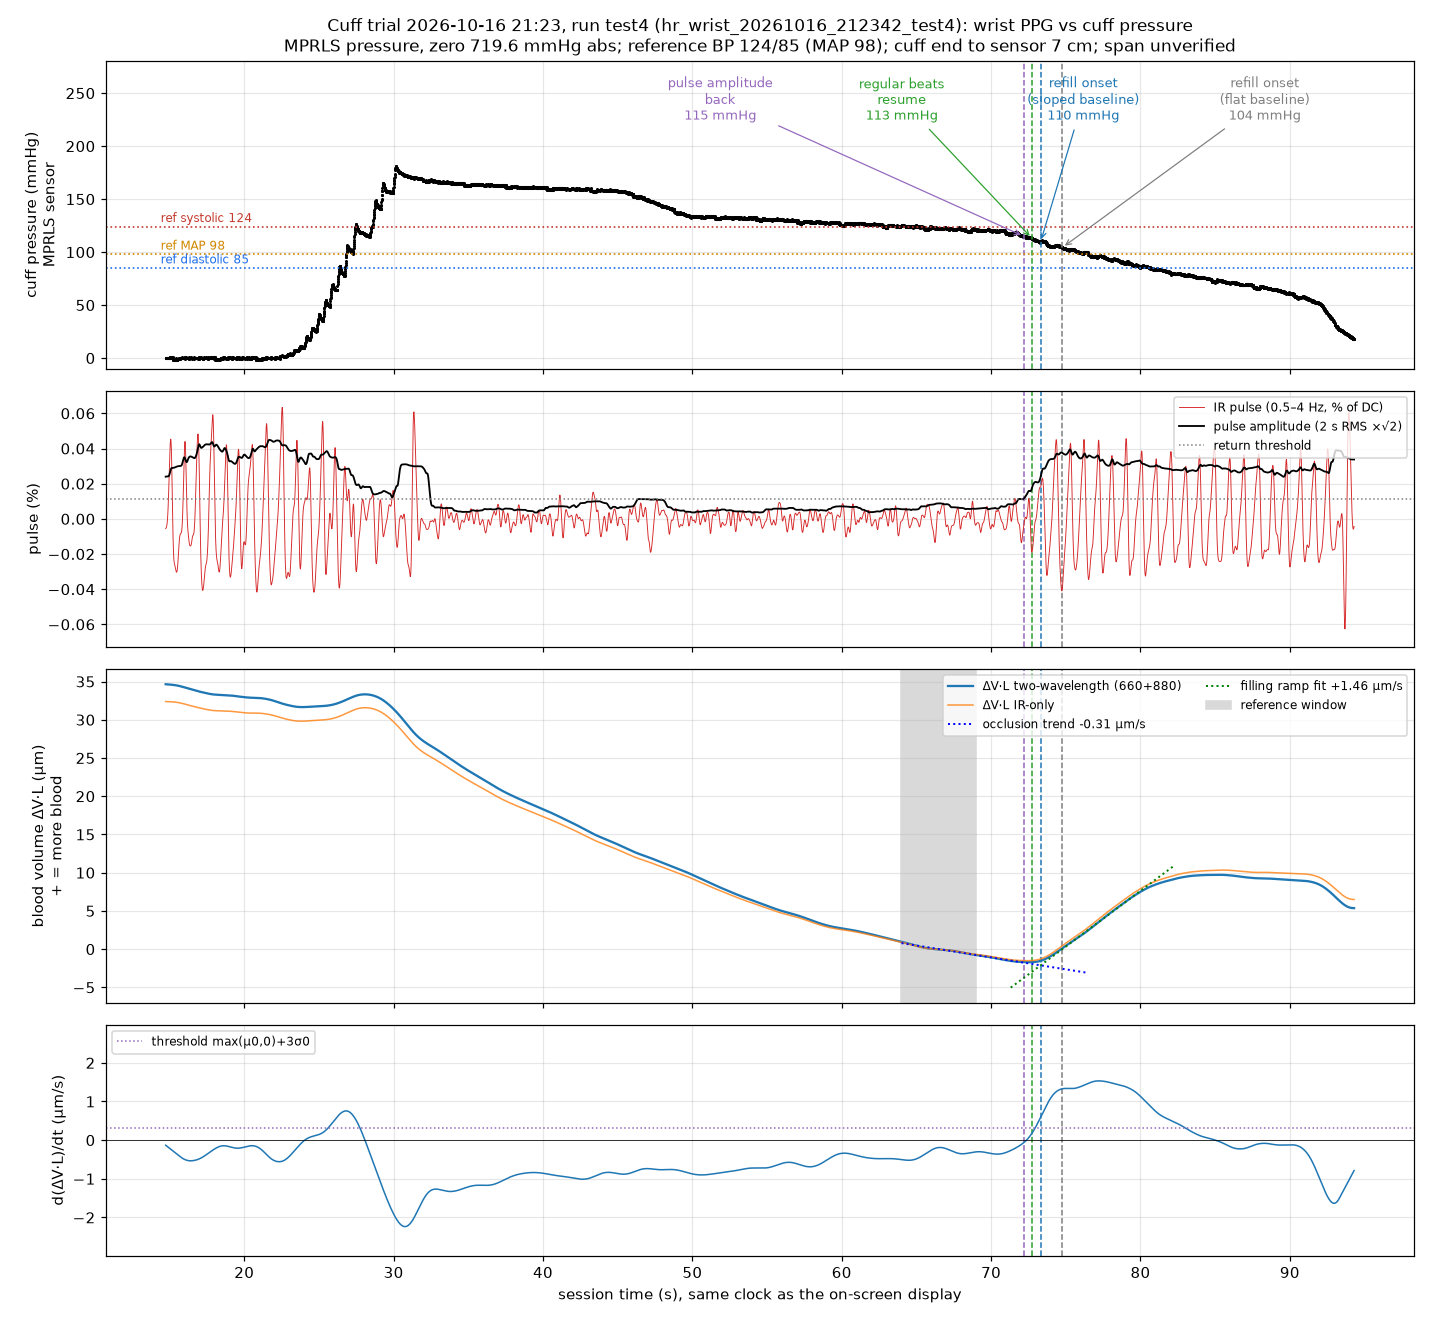 Cuff trial 2026-10-16 21:23, run test4 (hr_wrist_20261016_212342_test4): wrist PPG vs cuff pressure
MPRLS pressure, zero 719.6 mmHg abs; reference BP 124/85 (MAP 98); cuff end to sensor 7 cm; span unverified
cuff pressure (mmHg)
MPRLS sensor
250
200
150
100
50
0
pulse amplitude
back
115 mmHg
regular beats
resume
113 mmHg
refill onset
(sloped baseline)
110 mmHg
refill onset
(flat baseline)
104 mmHg
ref systolic 124
ref MAP 98
ref diastolic 85
pulse (%)
0.06
0.04
0.02
0.00
−0.02
−0.04
−0.06
IR pulse (0.5–4 Hz, % of DC)
pulse amplitude (2 s RMS ×√2)
return threshold
blood volume ΔV·L (µm)
+ = more blood
35
30
25
20
15
10
5
0
−5
ΔV·L two-wavelength (660+880)
ΔV·L IR-only
occlusion trend -0.31 µm/s
filling ramp fit +1.46 µm/s
reference window
d(ΔV·L)/dt (µm/s)
2
1
0
−1
−2
threshold max(µ0,0)+3σ0
20 30 40 50 60 70 80 90
session time (s), same clock as the on-screen display